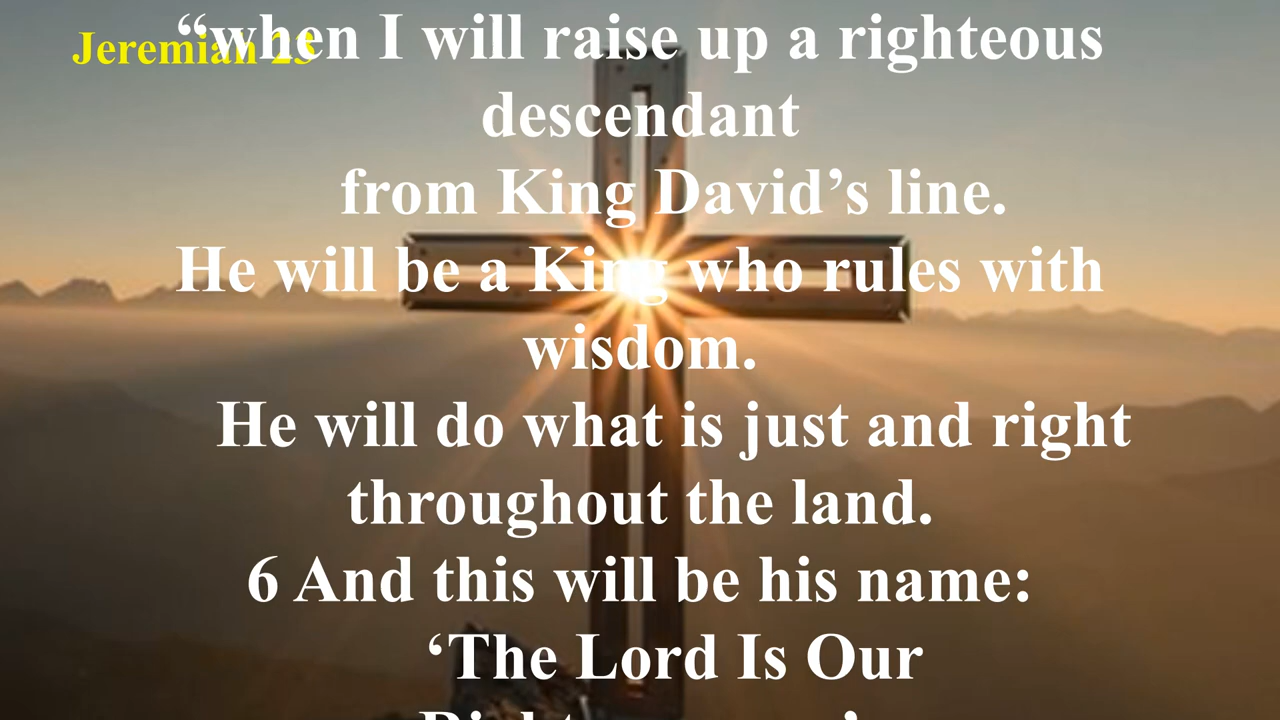 Jeremiah 23
“when I will raise up a righteous
descendant
from King David’s line.
He will be a King who rules with
wisdom.
He will do what is just and right
throughout the land.
6 And this will be his name:
‘The Lord Is Our